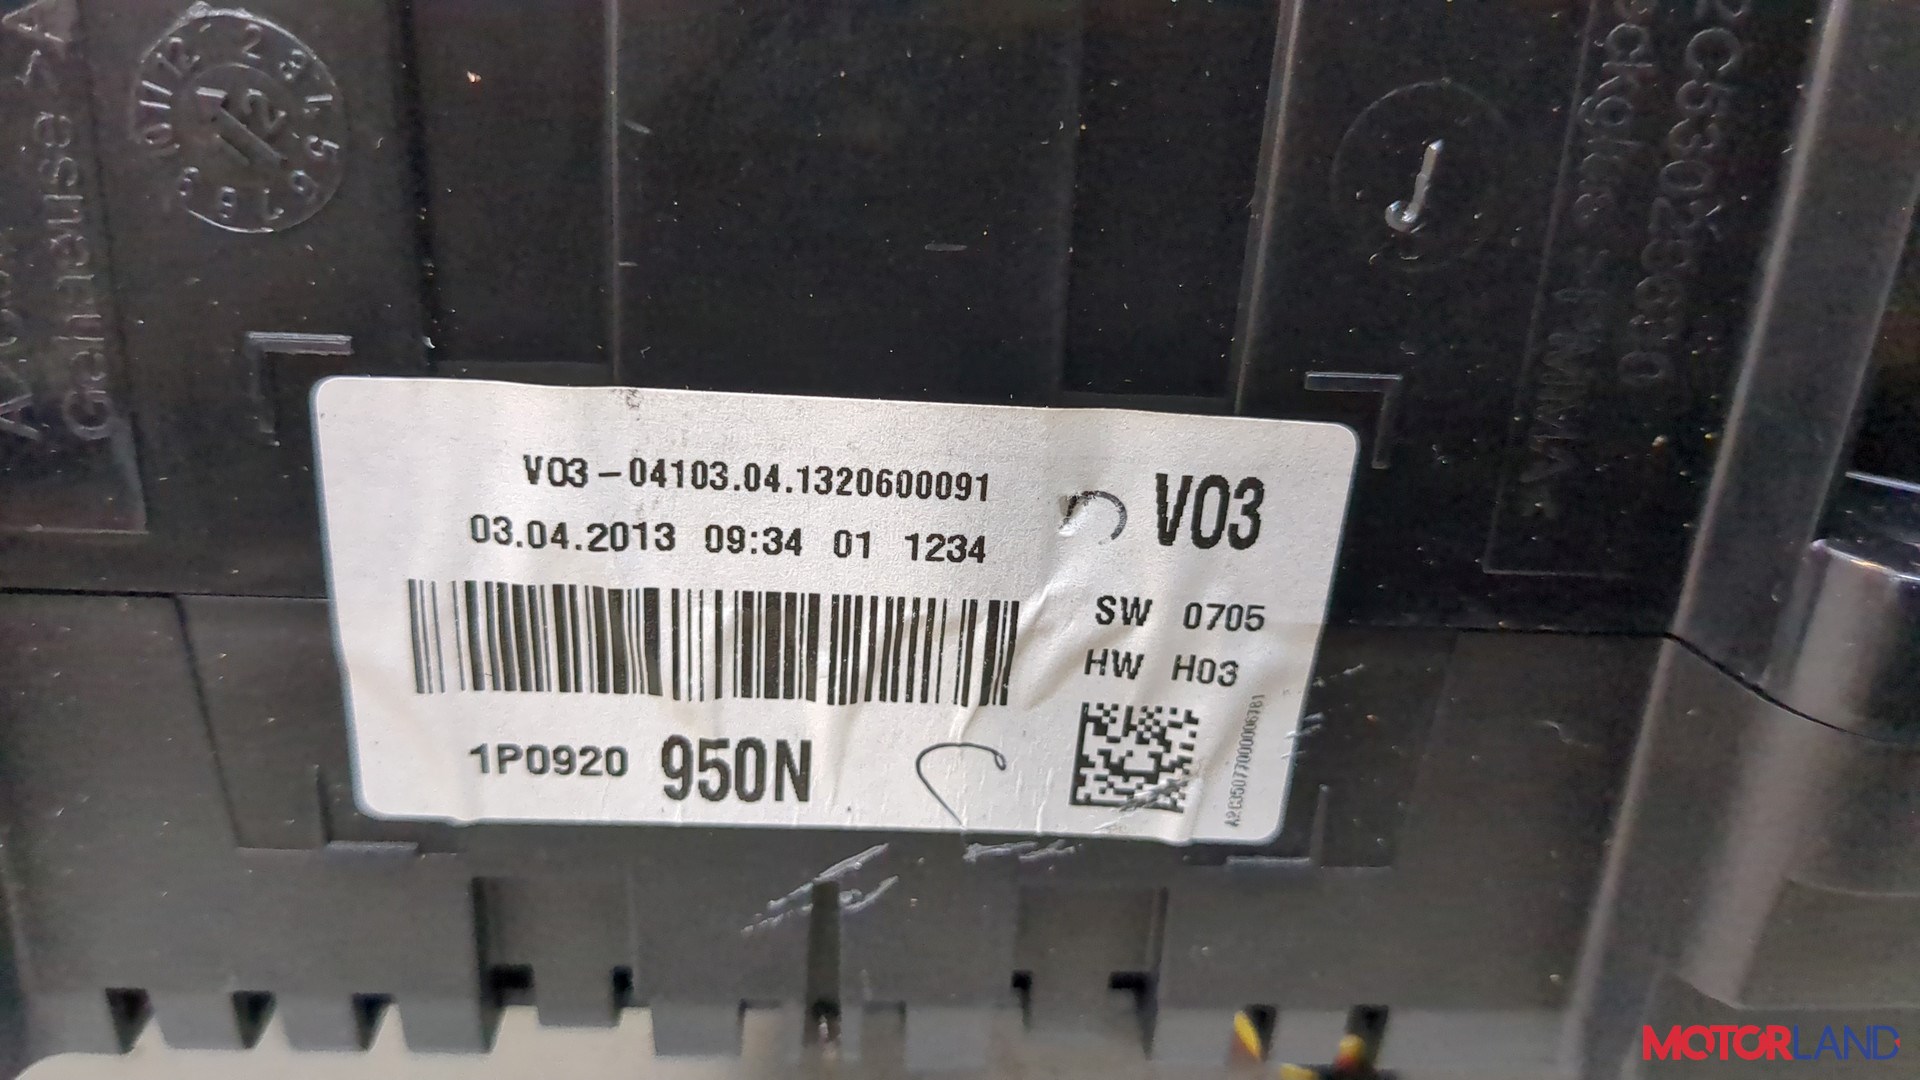 Gehäuse >A
V03-04103.04.1320600091
03.04.2013 09:34 01 1234
V03
SW 0705
HW H03
1P0920 950N
MOTORLAND